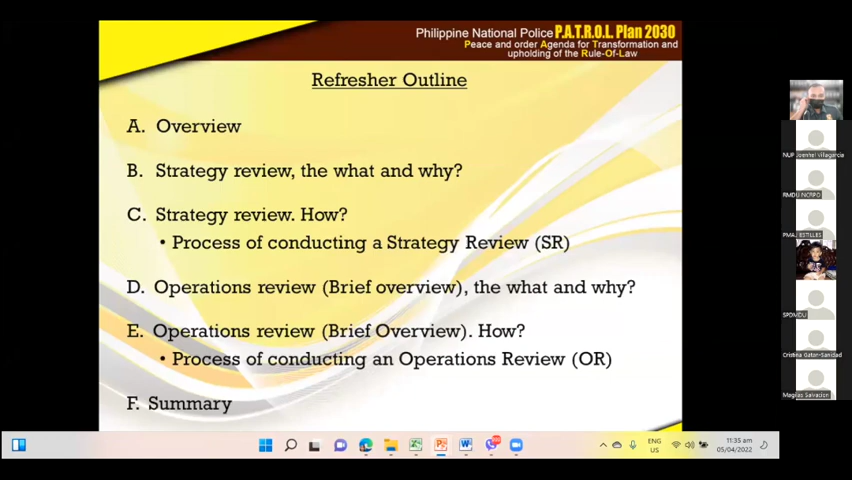 Philippine National Police P.A.T.R.O.L. Plan 2030
Peace and order Agenda for Transformation and
upholding of the Rule-Of-Law
Refresher Outline
A. Overview
B. Strategy review, the what and why?
C. Strategy review. How?
• Process of conducting a Strategy Review (SR)
D. Operations review (Brief overview), the what and why?
E. Operations review (Brief Overview). How?
• Process of conducting an Operations Review (OR)
F. Summary
NUP Villagarcia
RMDU NCRPO
PMAJ ESTILLES
SPDMDU
Cristina Gatan-Sanidad
Magilas Salvacion
ENG
US
11:35 am
05/04/2022